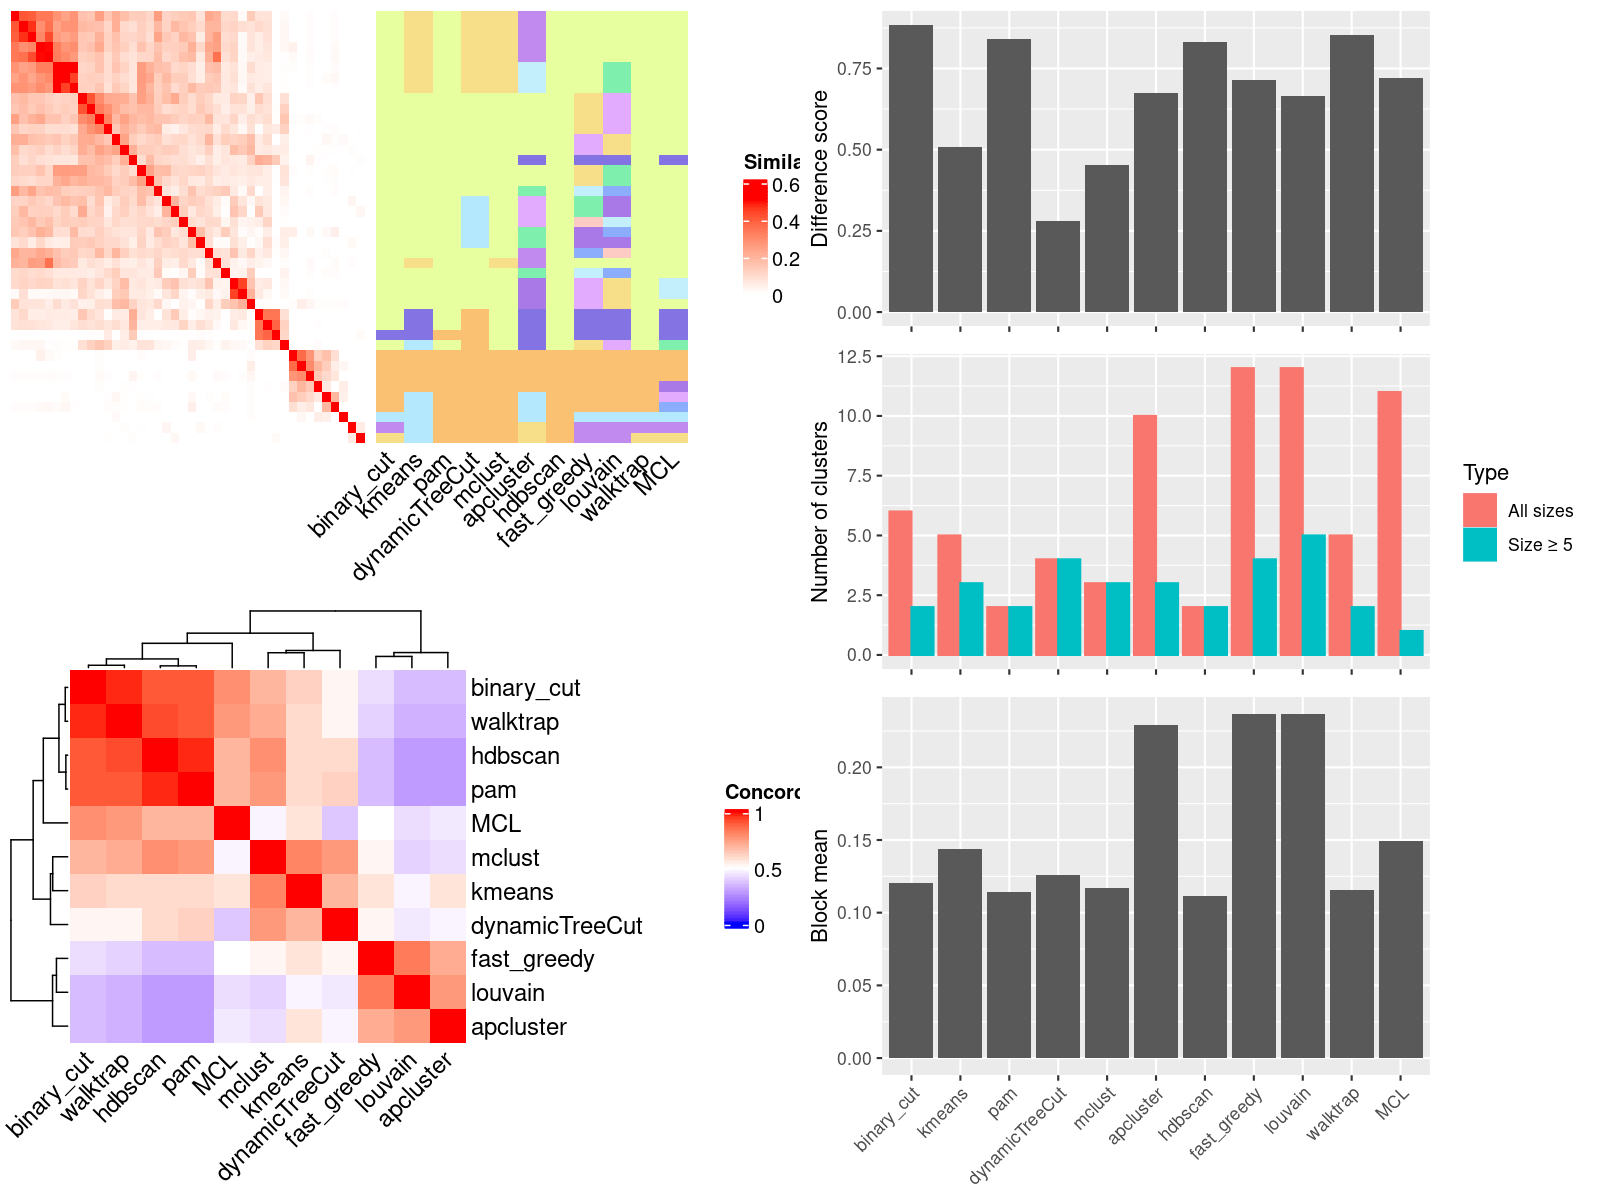 Simila
0.6
0.4
0.2
0
binary_cut
kmeans
pam
dynamicTreeCut
mclust
apcluster
hdbscan
fast_greedy
louvain
walktrap
MCL
binary_cut
walktrap
hdbscan
pam
MCL
mclust
kmeans
dynamicTreeCut
fast_greedy
louvain
apcluster
Concorc
1
0.5
0
binary_cut
walktrap
hdbscan
pam
MCL
mclust
kmeans
dynamicTreeCut
fast_greedy
louvain
apcluster
Difference score
0.75
0.50
0.25
0.00
Number of clusters
12.5
10.0
7.5
5.0
2.5
0.0
Type
All sizes
Size ≥ 5
Block mean
0.20
0.15
0.10
0.05
0.00
binary_cut
kmeans
pam
dynamicTreeCut
mclust
apcluster
hdbscan
fast_greedy
louvain
walktrap
MCL